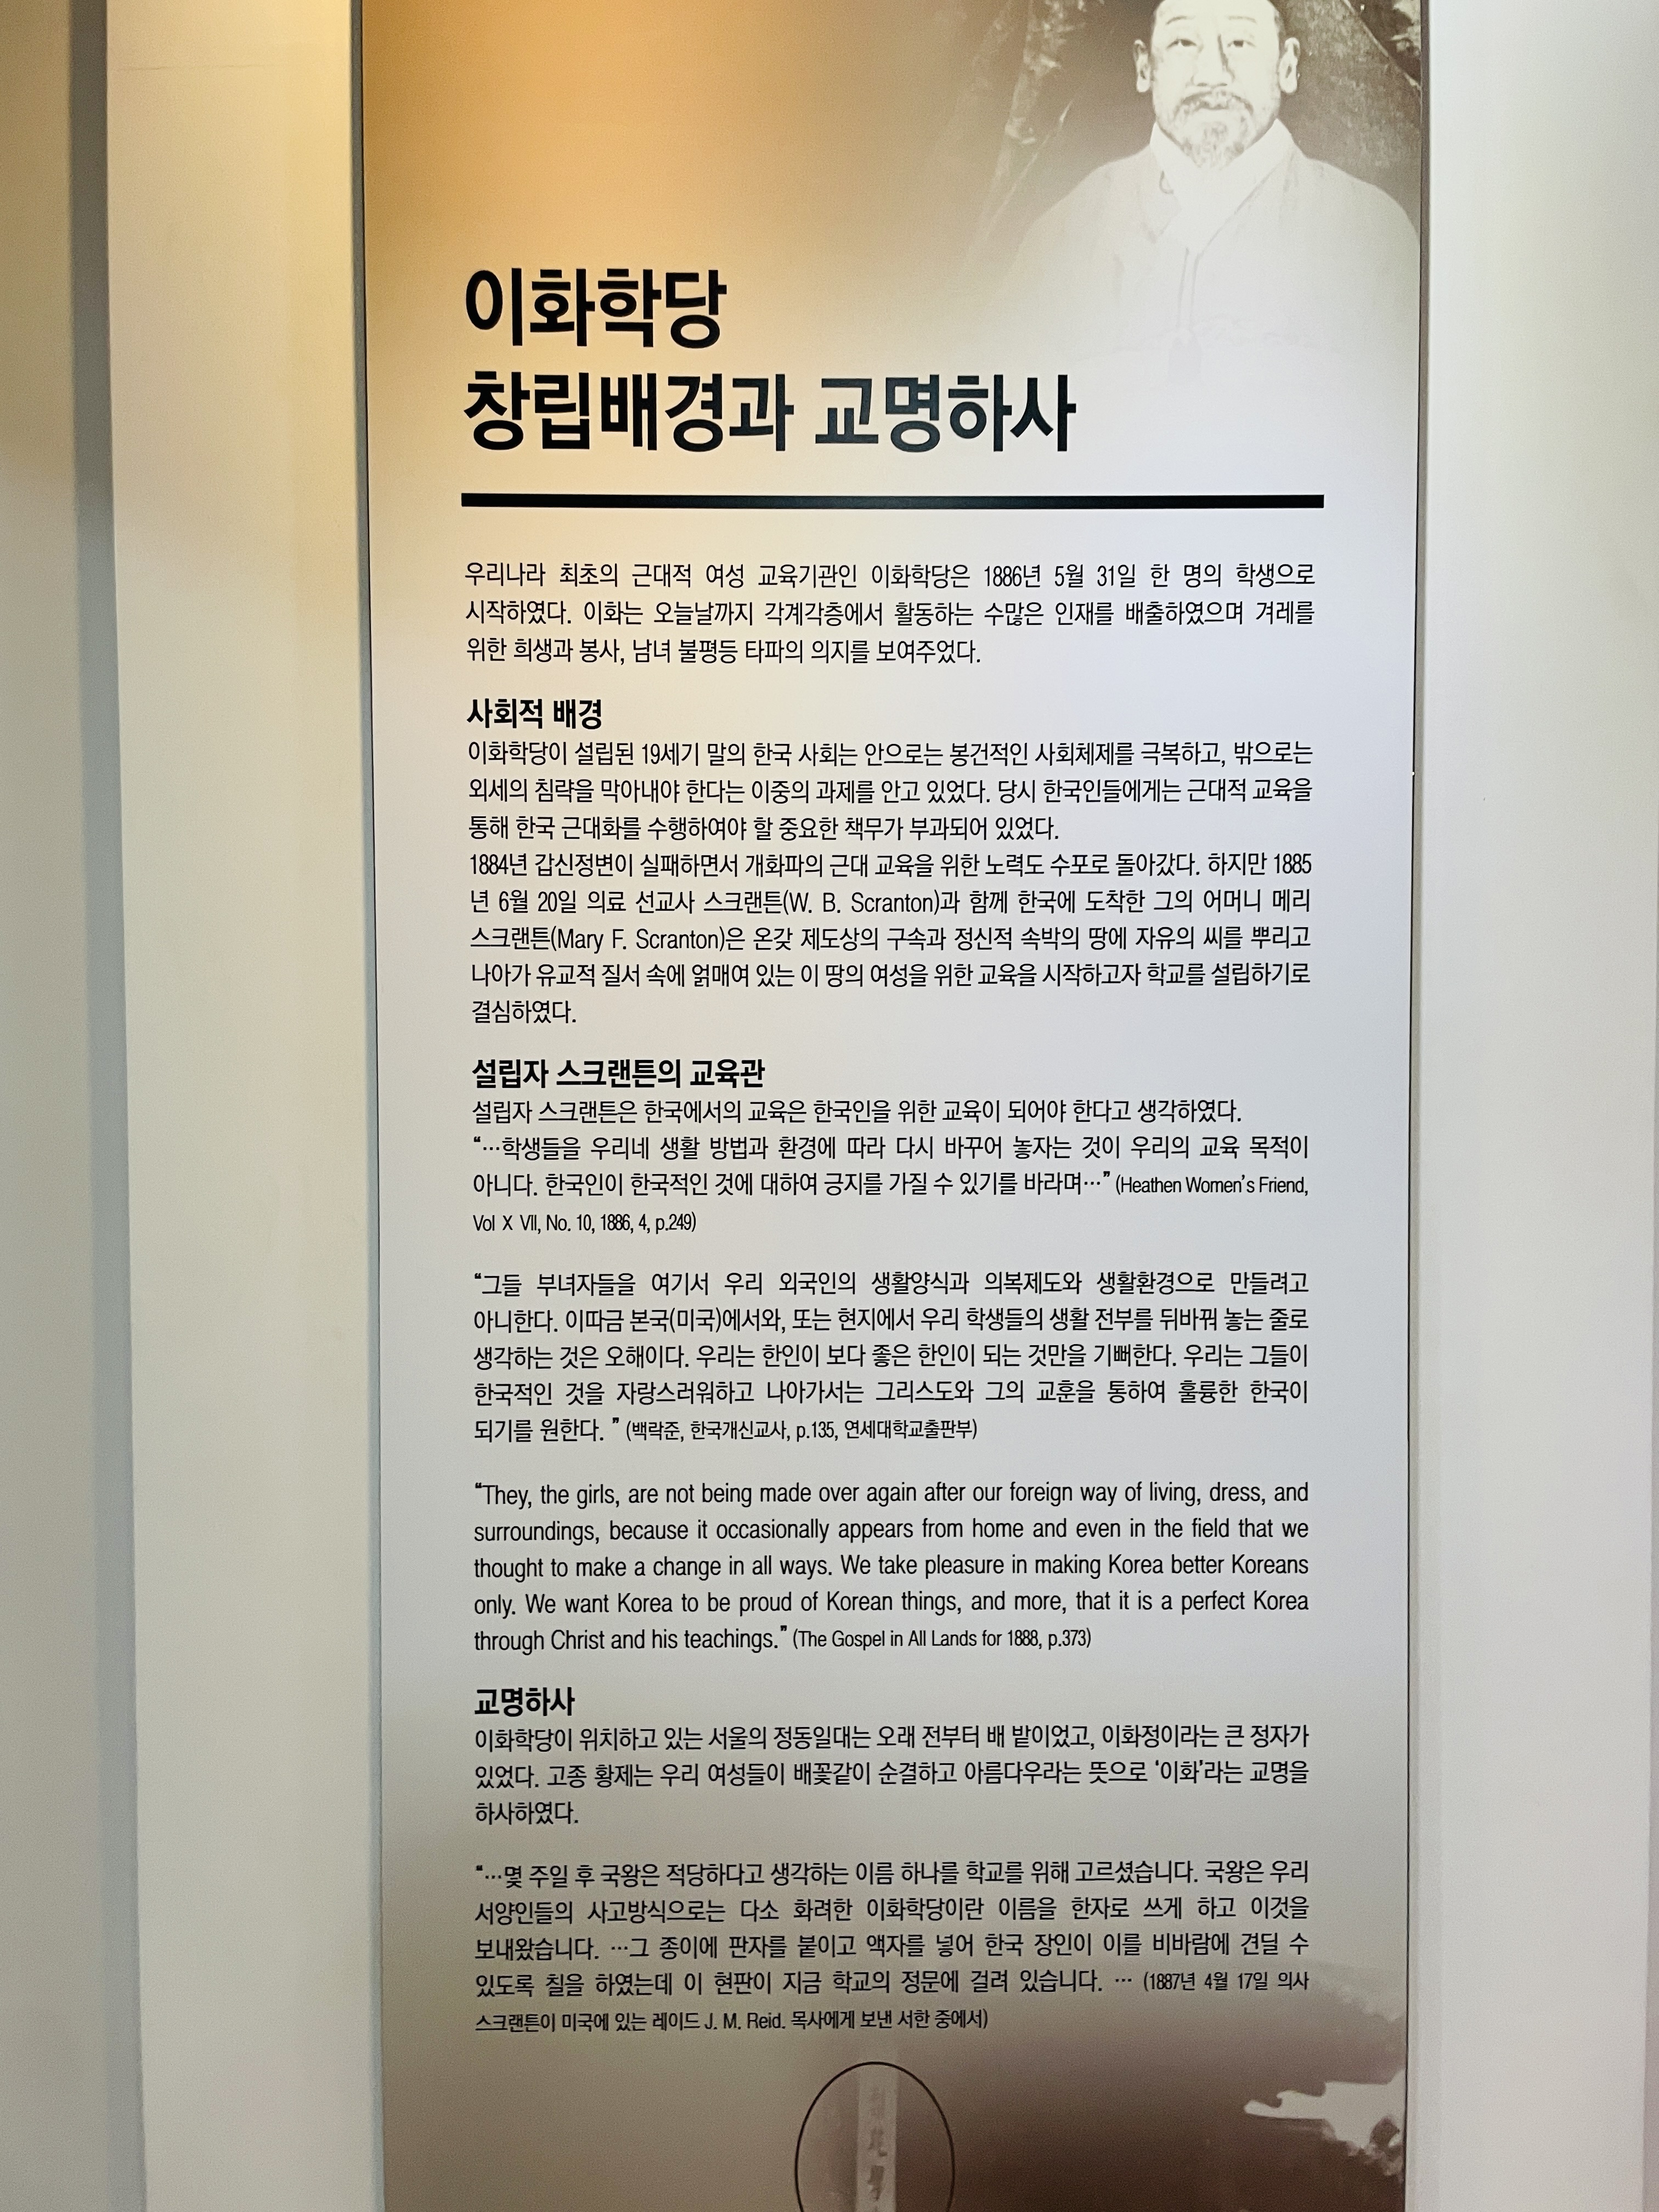 이화학당
창립배경과 교명하사
우리나라 최초의 근대적 여성 교육기관인 이화학당은 1886년 5월 31일 한 명의 학생으로
시작하였다. 이화는 오늘날까지 각계각층에서 활동하는 수많은 인재를 배출하였으며 겨레를
위한 희생과 봉사, 남녀 불평등 타파의 의지를 보여주었다.
사회적 배경
이화학당이 설립된 19세기 말의 한국 사회는 안으로는 봉건적인 사회체제를 극복하고, 밖으로는
외세의 침략을 막아내야 한다는 이중의 과제를 안고 있었다. 당시 한국인들에게는 근대적 교육을
통해 한국 근대화를 수행하여야 할 중요한 책무가 부과되어 있었다.
1884년 갑신정변이 실패하면서 개화파의 근대 교육을 위한 노력도 수포로 돌아갔다. 하지만 1885
년 6월 20일 의료 선교사 스크랜튼(W. B. Scranton)과 함께 한국에 도착한 그의 어머니 메리
스크랜튼(Mary F. Scranton)은 온갖 제도상의 구속과 정신적 속박의 땅에 자유의 씨를 뿌리고
나아가 유교적 질서 속에 얽매여 있는 이 땅의 여성을 위한 교육을 시작하고자 학교를 설립하기로
결심하였다.
설립자 스크랜튼의 교육관
설립자 스크랜튼은 한국에서의 교육은 한국인을 위한 교육이 되어야 한다고 생각하였다.
“…학생들을 우리네 생활 방법과 환경에 따라 다시 바꾸어 놓자는 것이 우리의 교육 목적이
아니다. 한국인이 한국적인 것에 대하여 긍지를 가질 수 있기를 바라며…” (Heathen Women’s Friend,
Vol X VII, No. 10, 1886, 4, p.249)
“그들 부녀자들을 여기서 우리 외국인의 생활양식과 의복제도와 생활환경으로 만들려고
아니한다. 이따금 본국(미국)에서와, 또는 현지에서 우리 학생들의 생활 전부를 뒤바꿔 놓는 줄로
생각하는 것은 오해이다. 우리는 한인이 보다 좋은 한인이 되는 것만을 기뻐한다. 우리는 그들이
한국적인 것을 자랑스러워하고 나아가서는 그리스도와 그의 교훈을 통하여 훌륭한 한국이
되기를 원한다. ” (백락준, 한국개신교사, p.135, 연세대학교출판부)
“They, the girls, are not being made over again after our foreign way of living, dress, and
surroundings, because it occasionally appears from home and even in the field that we
thought to make a change in all ways. We take pleasure in making Korea better Koreans
only. We want Korea to be proud of Korean things, and more, that it is a perfect Korea
through Christ and his teachings.” (The Gospel in All Lands for 1888, p.373)
교명하사
이화학당이 위치하고 있는 서울의 정동일대는 오래 전부터 배 밭이었고, 이화정이라는 큰 정자가
있었다. 고종 황제는 우리 여성들이 배꽃같이 순결하고 아름다우라는 뜻으로 ‘이화’라는 교명을
하사하였다.
“…몇 주일 후 국왕은 적당하다고 생각하는 이름 하나를 학교를 위해 고르셨습니다. 국왕은 우리
서양인들의 사고방식으로는 다소 화려한 이화학당이란 이름을 한자로 쓰게 하고 이것을
보내왔습니다. …그 종이에 판자를 붙이고 액자를 넣어 한국 장인이 이를 비바람에 견딜 수
있도록 칠을 하였는데 이 현판이 지금 학교의 정문에 걸려 있습니다. … (1887년 4월 17일 의사
스크랜튼이 미국에 있는 레이드 J. M. Reid. 목사에게 보낸 서한 중에서)